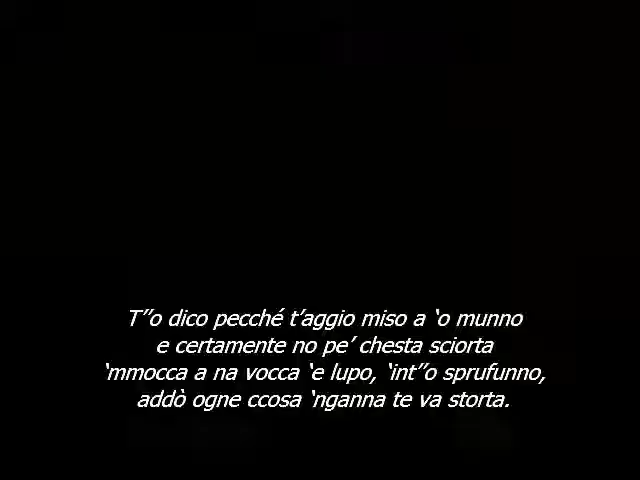 T”o dico pecché t’aggio miso a ‘o munno
e certamente no pe’ chesta sciorta
‘mmocca a na vocca ‘e lupo, ‘int”o sprufunno,
addò ogne ccosa ‘nganna te va storta.